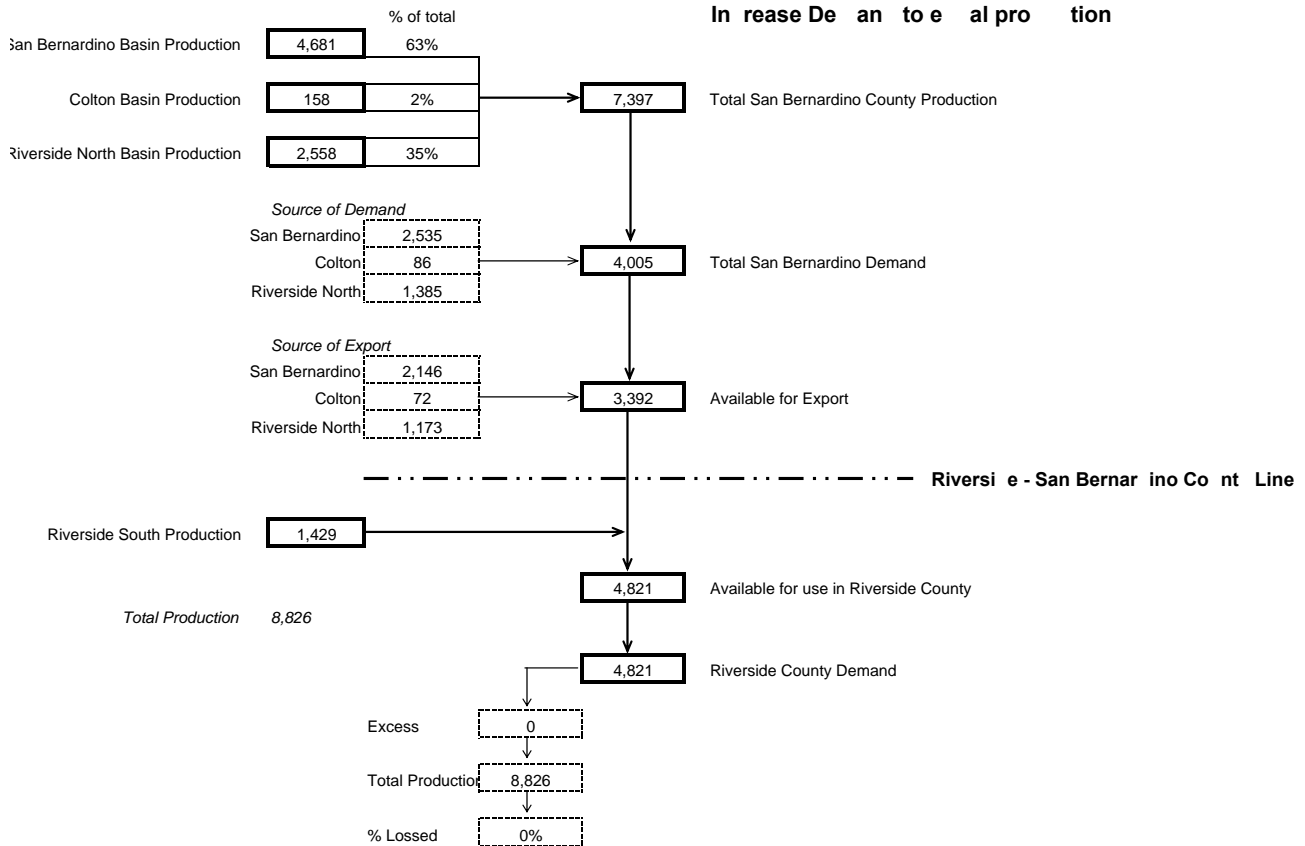 % of total
In rease De an to e al pro tion
San Bernardino Basin Production 4,681 63%
Colton Basin Production 158 2% 7,397 Total San Bernardino County Production
Riverside North Basin Production 2,558 35%
Source of Demand
San Bernardino 2,535
Colton 86 4,005 Total San Bernardino Demand
Riverside North 1,385
Source of Export
San Bernardino 2,146
Colton 72 3,392 Available for Export
Riverside North 1,173
Riversi e - San Bernar ino Co nt Line
Riverside South Production 1,429
4,821 Available for use in Riverside County
Total Production 8,826
4,821 Riverside County Demand
Excess 0
Total Production 8,826
% Lossed 0%